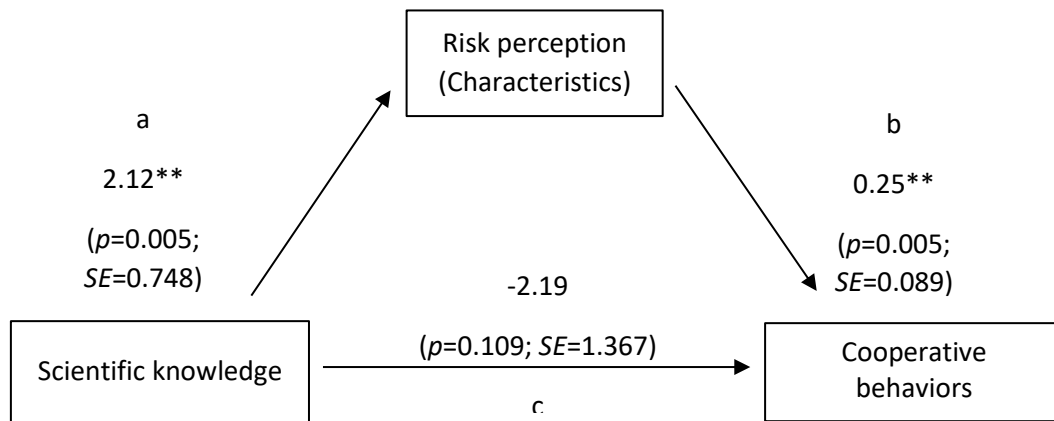 Risk perception
(Characteristics)
a
2.12**
(p=0.005;
SE=0.748)
b
0.25**
(p=0.005;
SE=0.089)
-2.19
(p=0.109; SE=1.367)
c
Scientific knowledge
Cooperative
behaviors